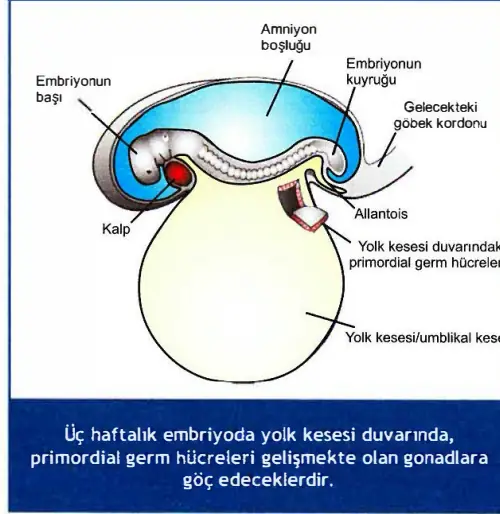 Amniyon
boşluğu
Embriyonun
kuyruğu
Embriyonun
başı
Gelecekteki
göbek kordonu
Kalp
Allantois
Yolk kesesi duvarındak
primordial germ hücreler
Yolk kesesi/umblikal kese
Üç haftalık embriyoda yolk kesesi duvarında,
primordial germ hücreleri gelişmekte olan gonadlara
göç edeceklerdir.